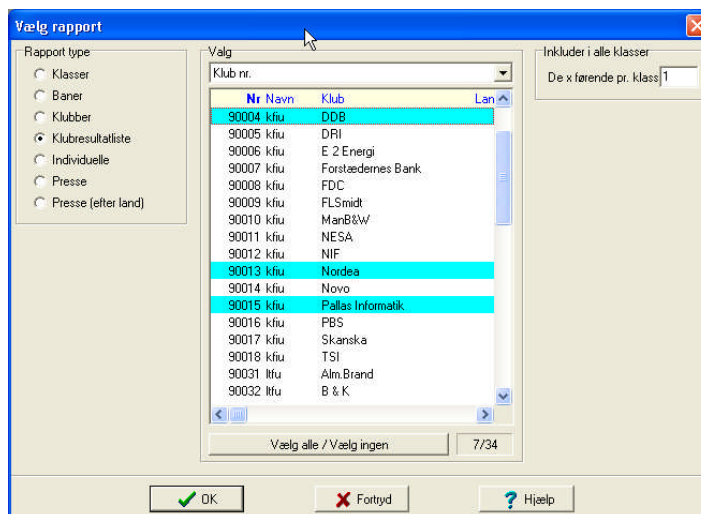 Vælg rapport
Rapport type
Klasser
Baner
Klubber
Klubresultatliste
Individuelle
Presse
Presse (efter land)
Valg
Klub nr.
Nr Navn Klub Lan
90004 kfiu DDB
90005 kfiu DRI
90006 kfiu E 2 Energi
90007 kfiu Forstædernes Bank
90008 kfiu FDC
90009 kfiu FLSmidt
90010 kfiu ManB&W
90011 kfiu NESA
90012 kfiu NIF
90013 kfiu Nordea
90014 kfiu Novo
90015 kfiu Pallas Informatik
90016 kfiu PBS
90017 kfiu Skanska
90018 kfiu TSI
90031 ltfu Alm.Brand
90032 ltfu B & K
Vælg alle / Vælg ingen 7/34
Inkluder i alle klasser
De x førende pr. klass 1
OK Fortryd Hjælp